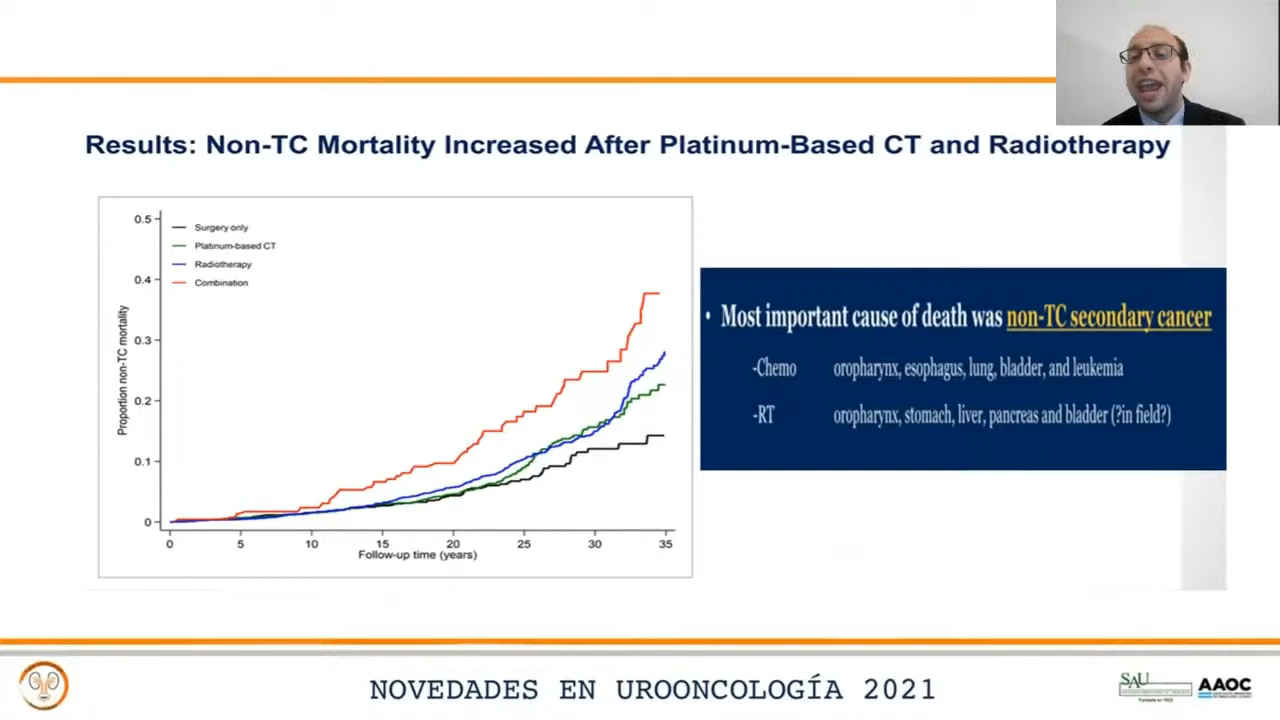 Results: Non-TC Mortality Increased After Platinum-Based CT and Radiotherapy
Proportion non-TC mortality
0.5
0.4
0.3
0.2
0.1
0
Surgery only
Platinum-based CT
Radiotherapy
Combination
0 5 10 15 20 25 30 35
Follow-up time (years)
• Most important cause of death was non-TC secondary cancer
-Chemo oropharynx, esophagus, lung, bladder, and leukemia
-RT oropharynx, stomach, liver, pancreas and bladder (?in field?)
NOVEDADES EN UROONCOLOGÍA 2021
SAU
AAOC